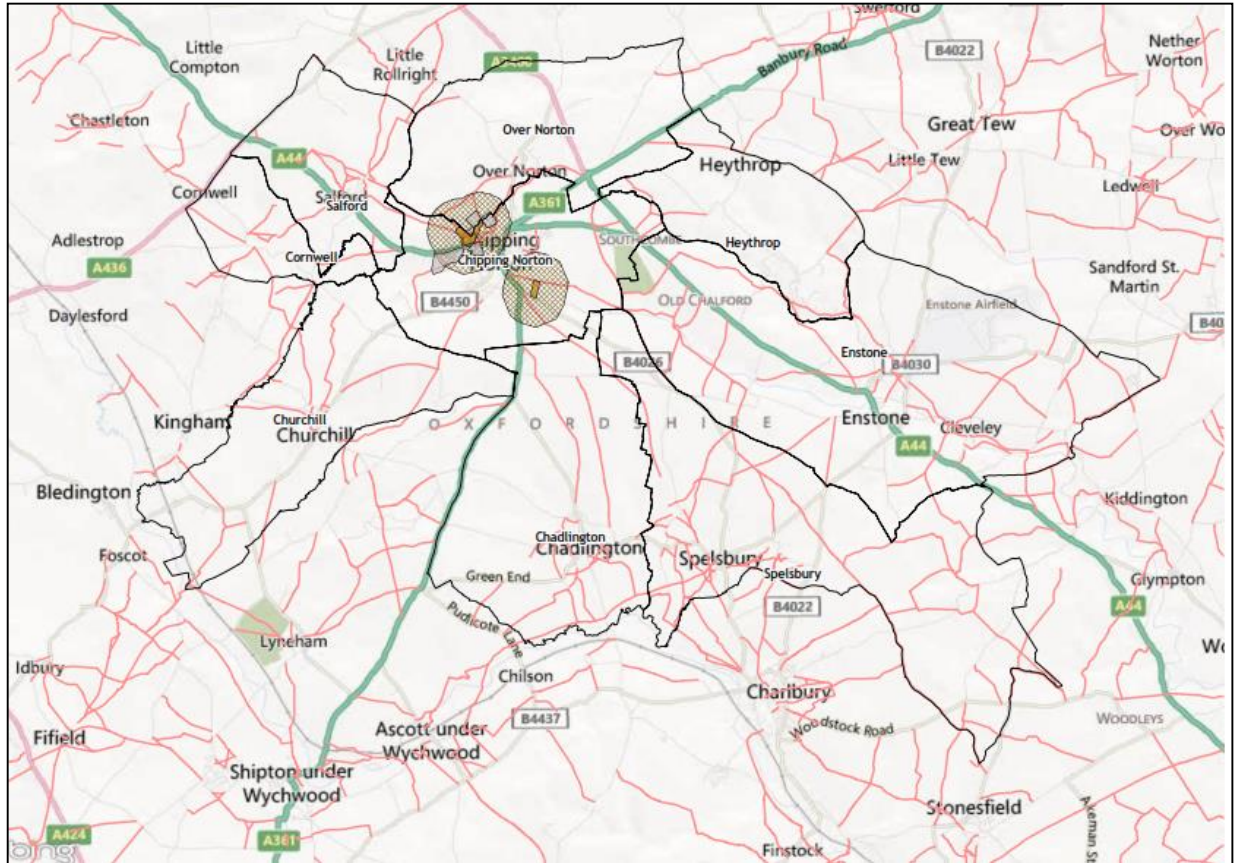 Swerford
Little
Compton
Little
Rollright
Banbury Road
B4022
Nether
Worton
Chastleton
Over Norton
Great Tew
Over Wo
A44
Little Tew
Heythrop
Over Norton
Ledwell
Cornwell
Salford
Salford
A361
Adlestrop
Chipping Norton
SOUTHCOMBE
Heythrop
A436
Cornwell
Sandford St.
Martin
B4450
OLD CHALFORD
Enstone Airfield
Daylesford
B40
Enstone
B4026
B4030
Kingham
Churchill
Churchill
OXFORDSHIRE
Enstone
Cleveley
A44
Bledington
Kiddington
Foscot
Chadlington
Chadlington
Spelsbury
Green End
Spelsbury
Glympton
B4022
A44
Pudlicote Lane
Lyneham
Idbury
Chilson
Charlbury
B4437
WOODLEYS
Fifield
Ascott under
Wychwood
Woodstock Road
Shipton under
Wychwood
Stonesfield
A424
A361
Akeman St
Finstock
bing